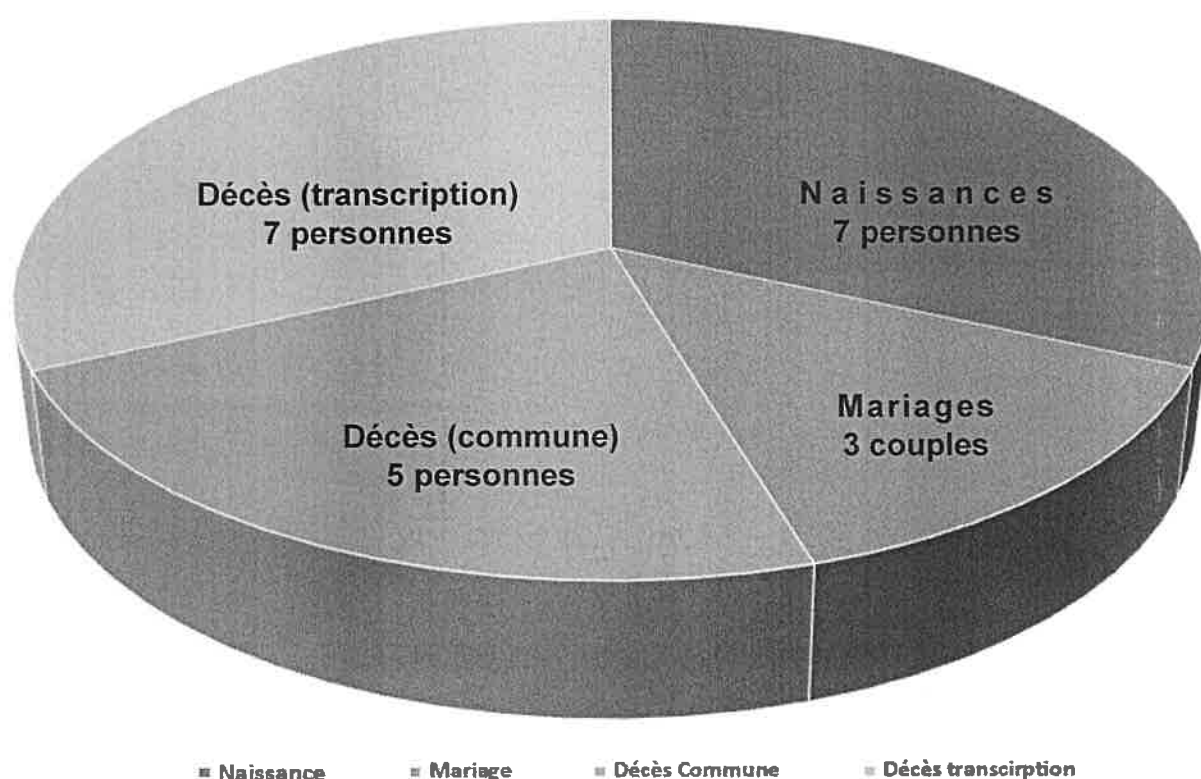 Décès (transcription)
7 personnes
Naissances
7 personnes
Mariages
3 couples
Décès (commune)
5 personnes
Naissance
Mariage
Décès Commune
Décès transcirption